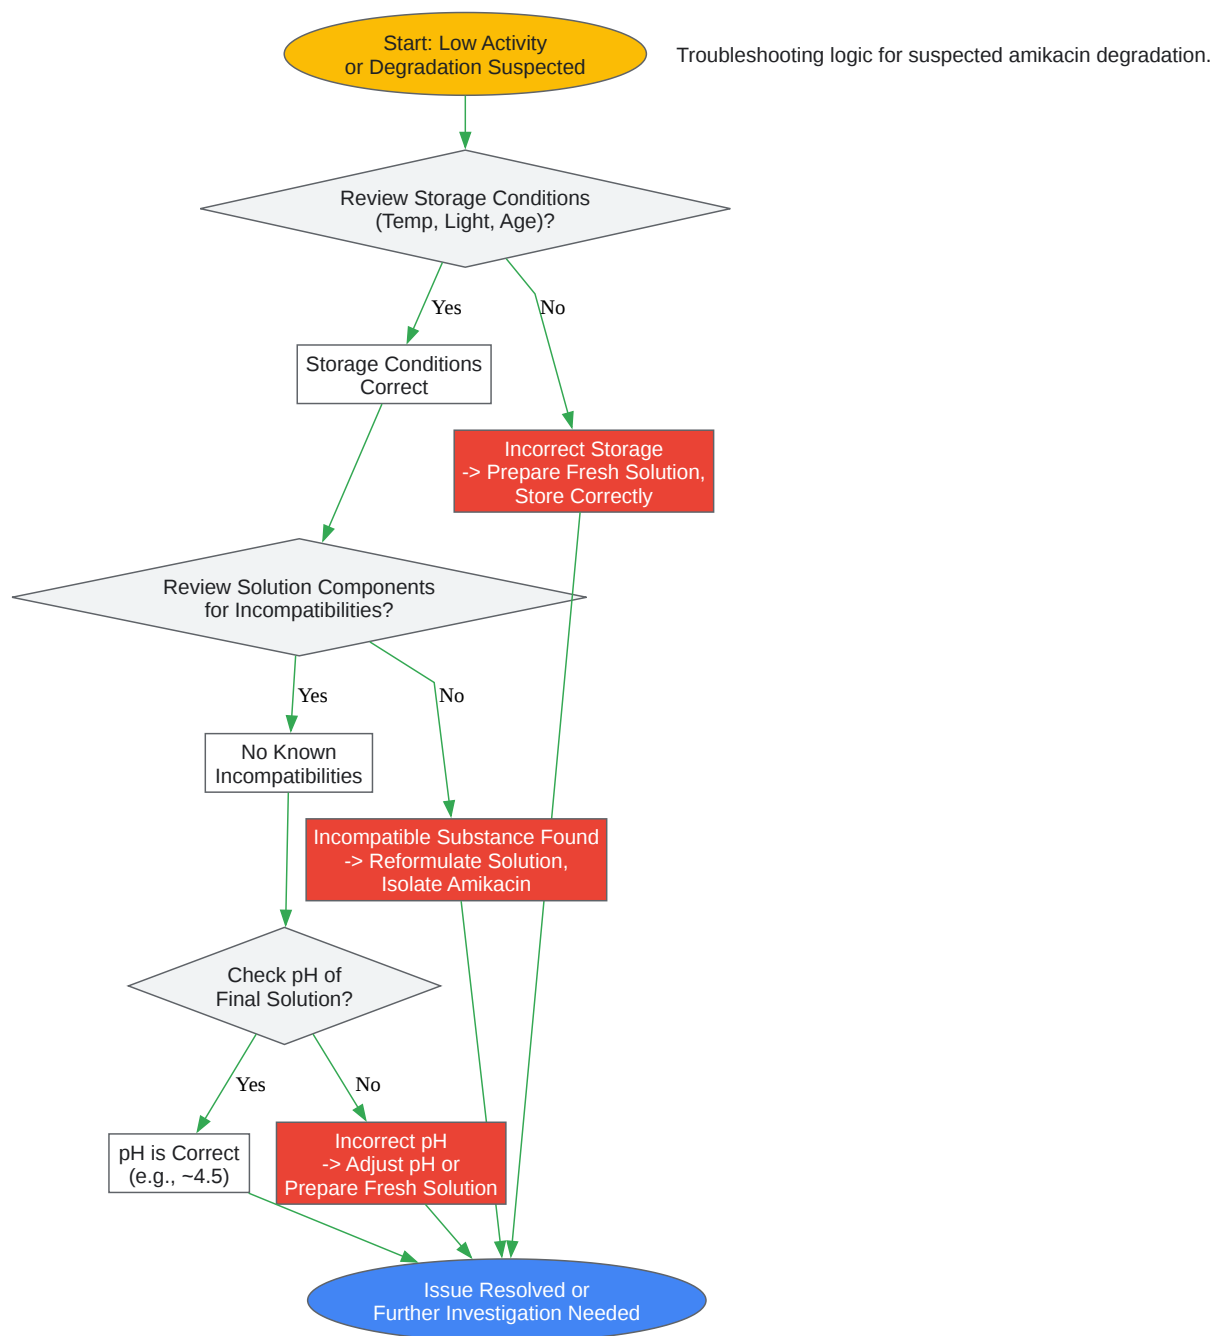 Start: Low Activity
or Degradation Suspected
Troubleshooting logic for suspected amikacin degradation.
Review Storage Conditions
(Temp, Light, Age)?
Yes
No
Storage Conditions
Correct
Incorrect Storage
-> Prepare Fresh Solution,
Store Correctly
Review Solution Components
for Incompatibilities?
Yes
No
No Known
Incompatibilities
Incompatible Substance Found
-> Reformulate Solution,
Isolate Amikacin
Check pH of
Final Solution?
Yes
No
pH is Correct
(e.g., ~4.5)
Incorrect pH
-> Adjust pH or
Prepare Fresh Solution
Issue Resolved or
Further Investigation Needed